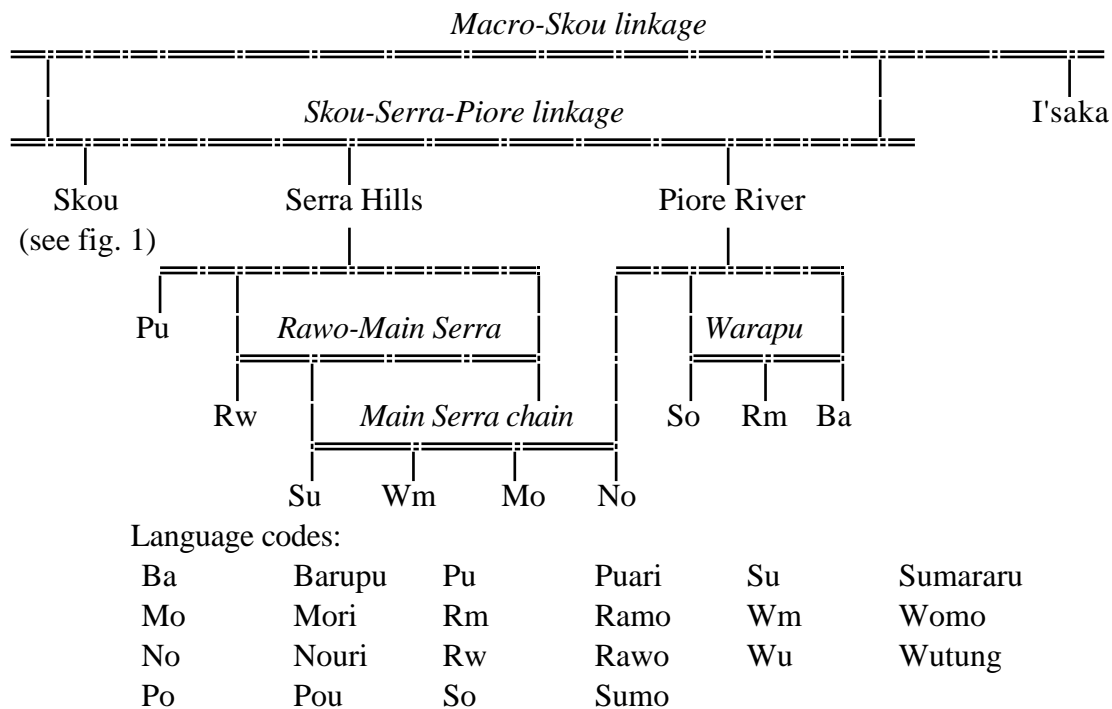 Macro-Skou linkage
Skou-Serra-Piore linkage I'saka
Skou Serra Hills Piore River
(see fig. 1)
Pu Rawo-Main Serra Warapu
Rw Main Serra chain So Rm Ba
Su Wm Mo No
Language codes:
Ba Barupu Pu Puari Su Sumararu
Mo Mori Rm Ramo Wm Womo
No Nouri Rw Rawo Wu Wutung
Po Pou So Sumo